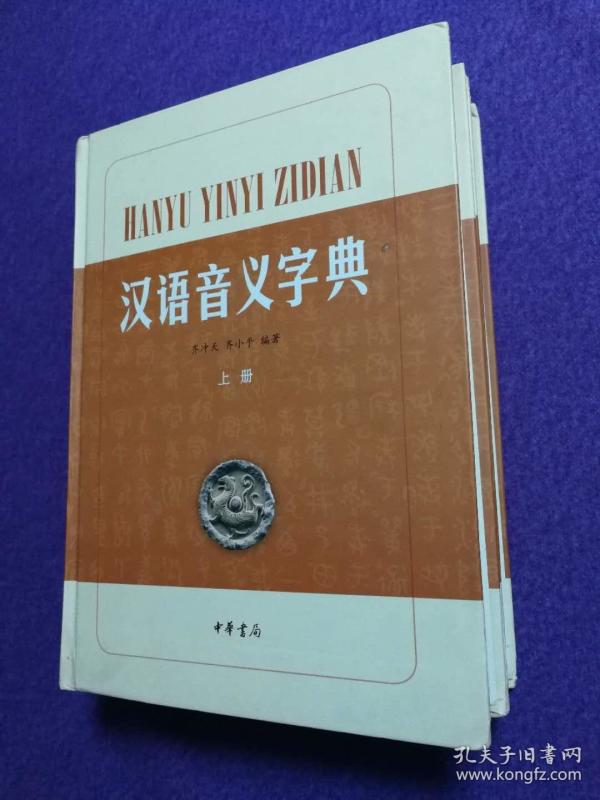 HANYU YINYI ZIDIAN
汉语音义字典
齐冲天 齐小乎 编著
上册
中華書局
孔夫子旧书网
www.kongfz.com